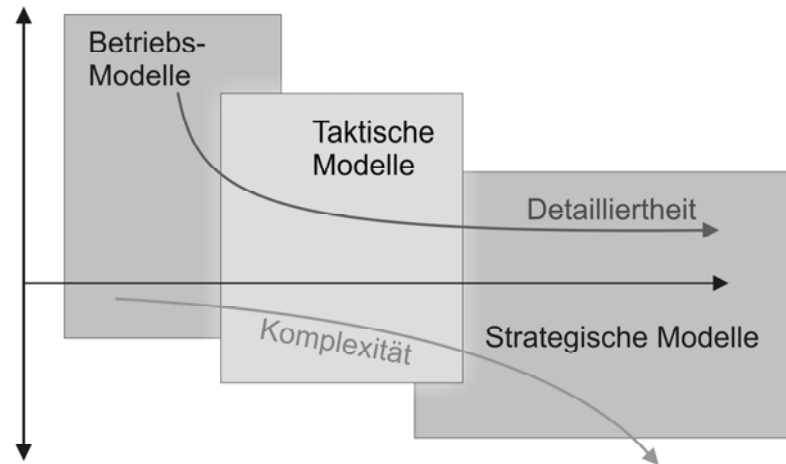 Betriebs-
Modelle
Taktische
Modelle
Detailliertheit
Komplexität
Strategische Modelle